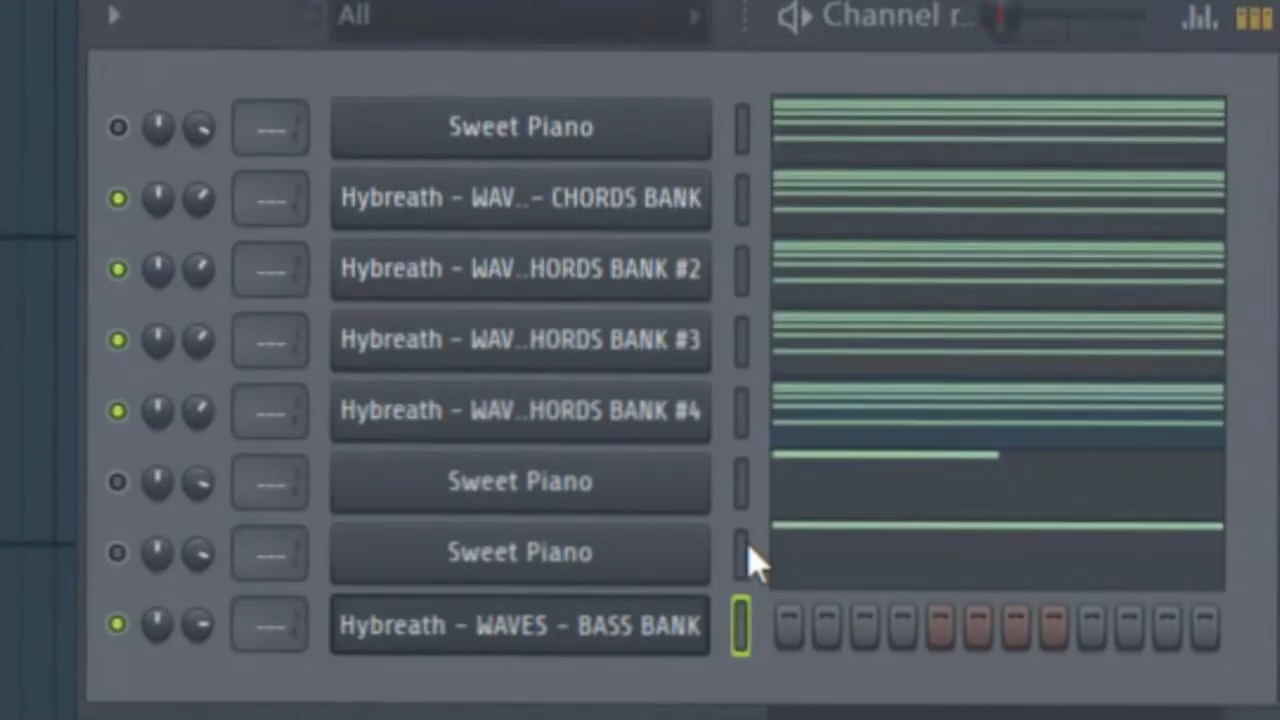 All
Channel r...
Sweet Piano
Hybreath - WAV..- CHORDS BANK
Hybreath - WAV..HORDS BANK #2
Hybreath - WAV..HORDS BANK #3
Hybreath - WAV..HORDS BANK #4
Sweet Piano
Sweet Piano
Hybreath - WAVES - BASS BANK